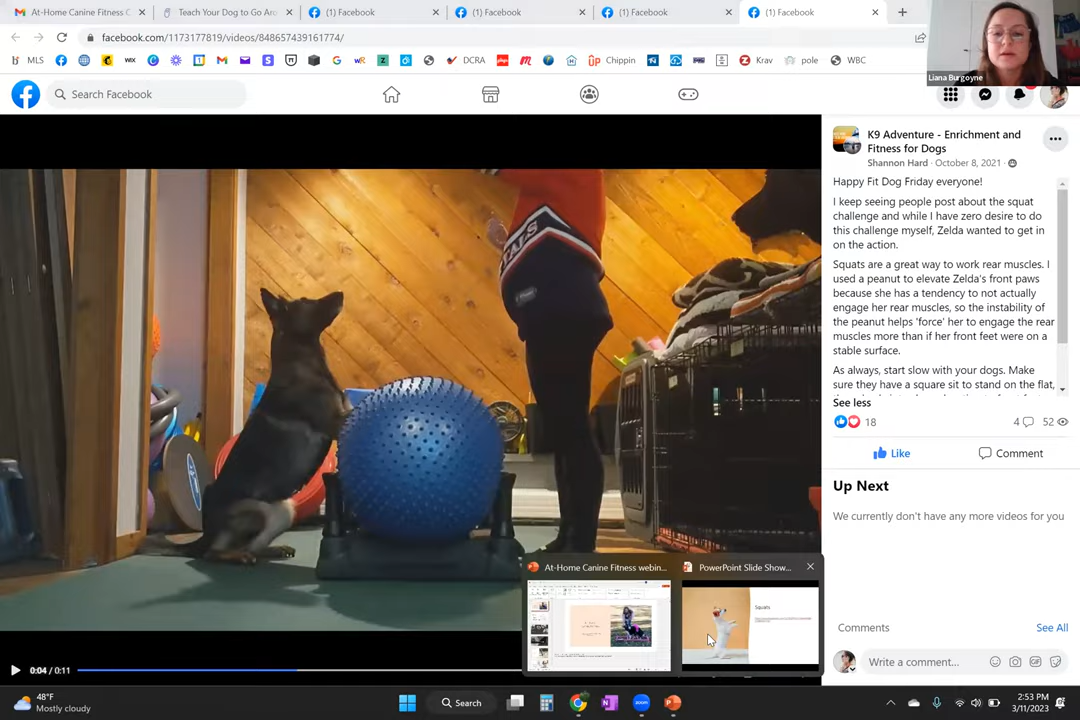 At-Home Canine Fitness C
Teach Your Dog to Go Aro
(1) Facebook
(1) Facebook
(1) Facebook
(1) Facebook
facebook.com/1173177819/videos/848657439161774/
MLS
WIX
DCRA
Chippin
Krav
pole
WBC
Liana Burgoyne
Search Facebook
K9 Adventure - Enrichment and
Fitness for Dogs
Shannon Hard · October 8, 2021 ·
Happy Fit Dog Friday everyone!
I keep seeing people post about the squat
challenge and while I have zero desire to do
this challenge myself, Zelda wanted to get in
on the action.
Squats are a great way to work rear muscles. I
used a peanut to elevate Zelda's front paws
because she has a tendency to not actually
engage her rear muscles, so the instability of
the peanut helps 'force' her to engage the rear
muscles more than if her front feet were on a
stable surface.
As always, start slow with your dogs. Make
sure they have a square sit to stand on the flat,
See less
18
4
52
Like
Comment
Up Next
We currently don't have any more videos for you
Comments
See All
Write a comment...
At-Home Canine Fitness webin...
PowerPoint Slide Show...
Squats
0:04 / 0:11
48°F
Mostly cloudy
Search
2:53 PM
3/11/2023